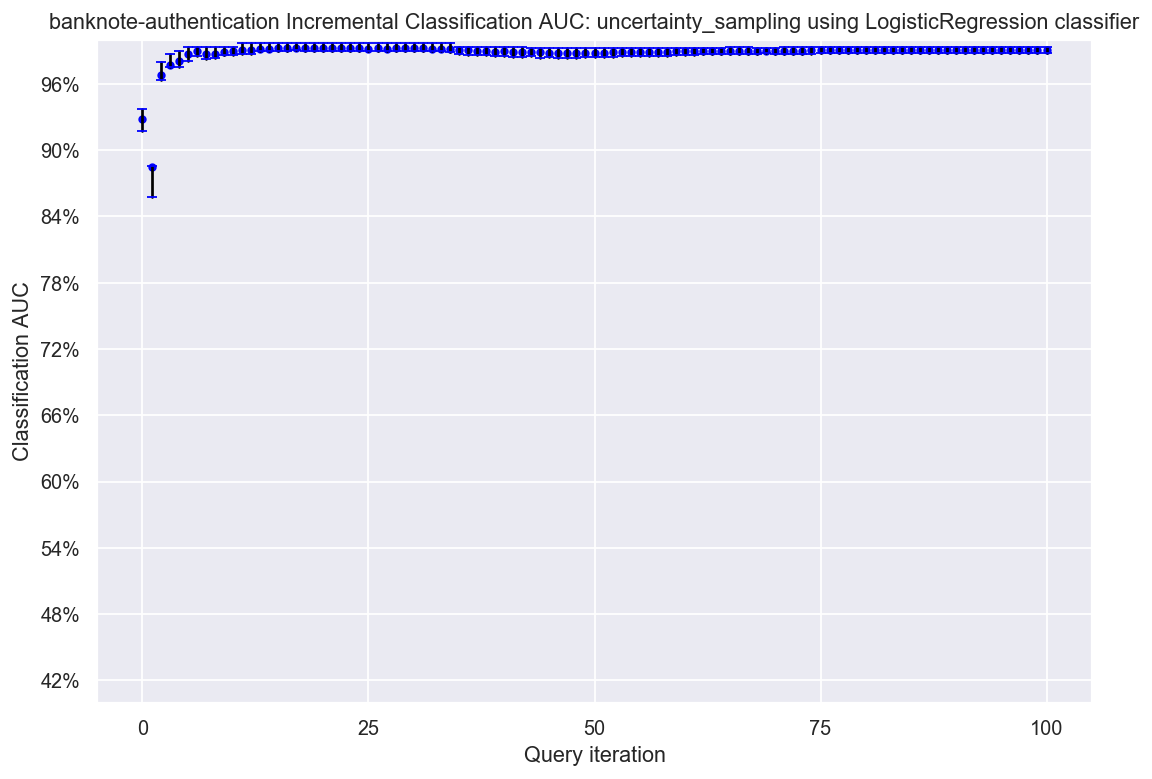 banknote-authentication Incremental Classification AUC: uncertainty_sampling using LogisticRegression classifier
96%
90%
84%
78%
72%
66%
60%
54%
48%
42%
Classification AUC
0 25 50 75 100
Query iteration